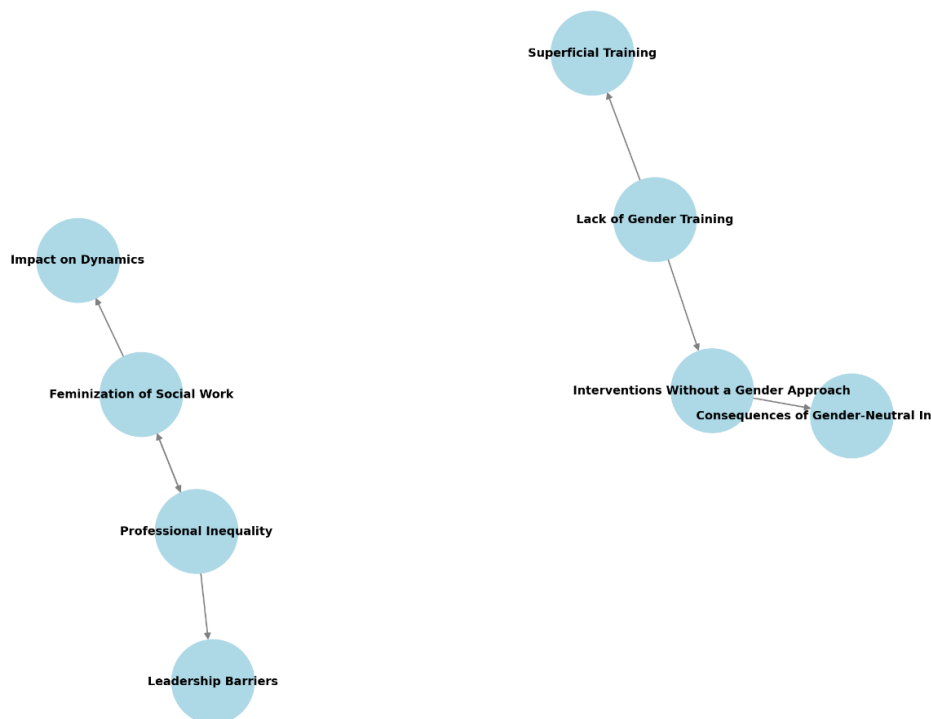 Superficial Training
Lack of Gender Training
Impact on Dynamics
Interventions Without a Gender Approach
Feminization of Social Work
Consequences of Gender-Neutral In
Professional Inequality
Leadership Barriers